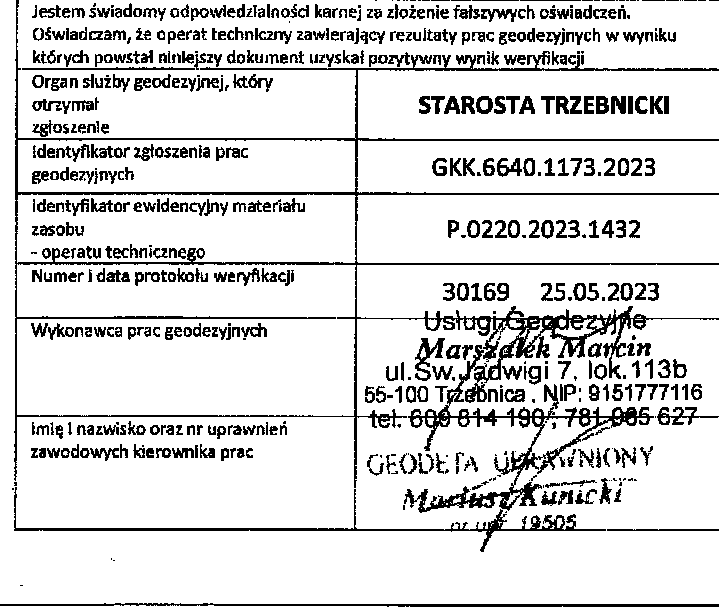 Jestem świadomy odpowiedzialności karnej za złożenie fałszywych oświadczeń.
Oświadczam, że operat techniczny zawierający rezultaty prac geodezyjnych w wyniku
których powstał niniejszy dokument uzyskał pozytywny wynik weryfikacji
Organ służby geodezyjnej, który
otrzymał
zgłoszenie
STAROSTA TRZEBNICKI
Identyfikator zgłoszenia prac
geodezyjnych
GKK.6640.1173.2023
Identyfikator ewidencyjny materiału
zasobu
- operatu technicznego
P.0220.2023.1432
Numer i data protokołu weryfikacji
30169 25.05.2023
Wykonawca prac geodezyjnych
Usługi Geodezyjne
Marszałek Marcin
ul.Św.Jadwigi 7, lok.113b
55-100 Trzebnica, NIP: 9151777116
tel. 609 814 190, 781 965 627
Imię i nazwisko oraz nr uprawnień
zawodowych kierownika prac
GEODETA UPRAWNIONY
Mariusz Kunicki
nr upr. 19505